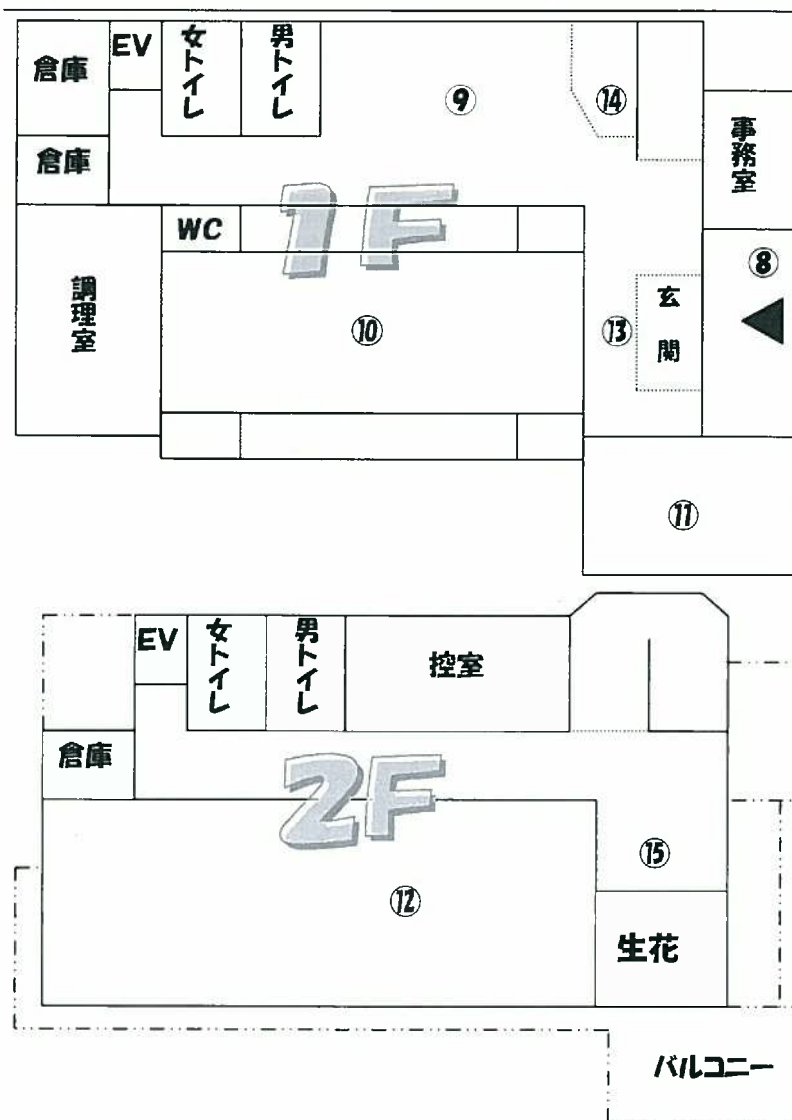 倉庫
EV
女トイレ
男トイレ
⑨
⑭
事務室
倉庫
1F
WC
⑧
調理室
⑩
⑬
玄関
⑪
EV
女トイレ
男トイレ
控室
倉庫
2F
⑮
⑫
生花
バルコニー